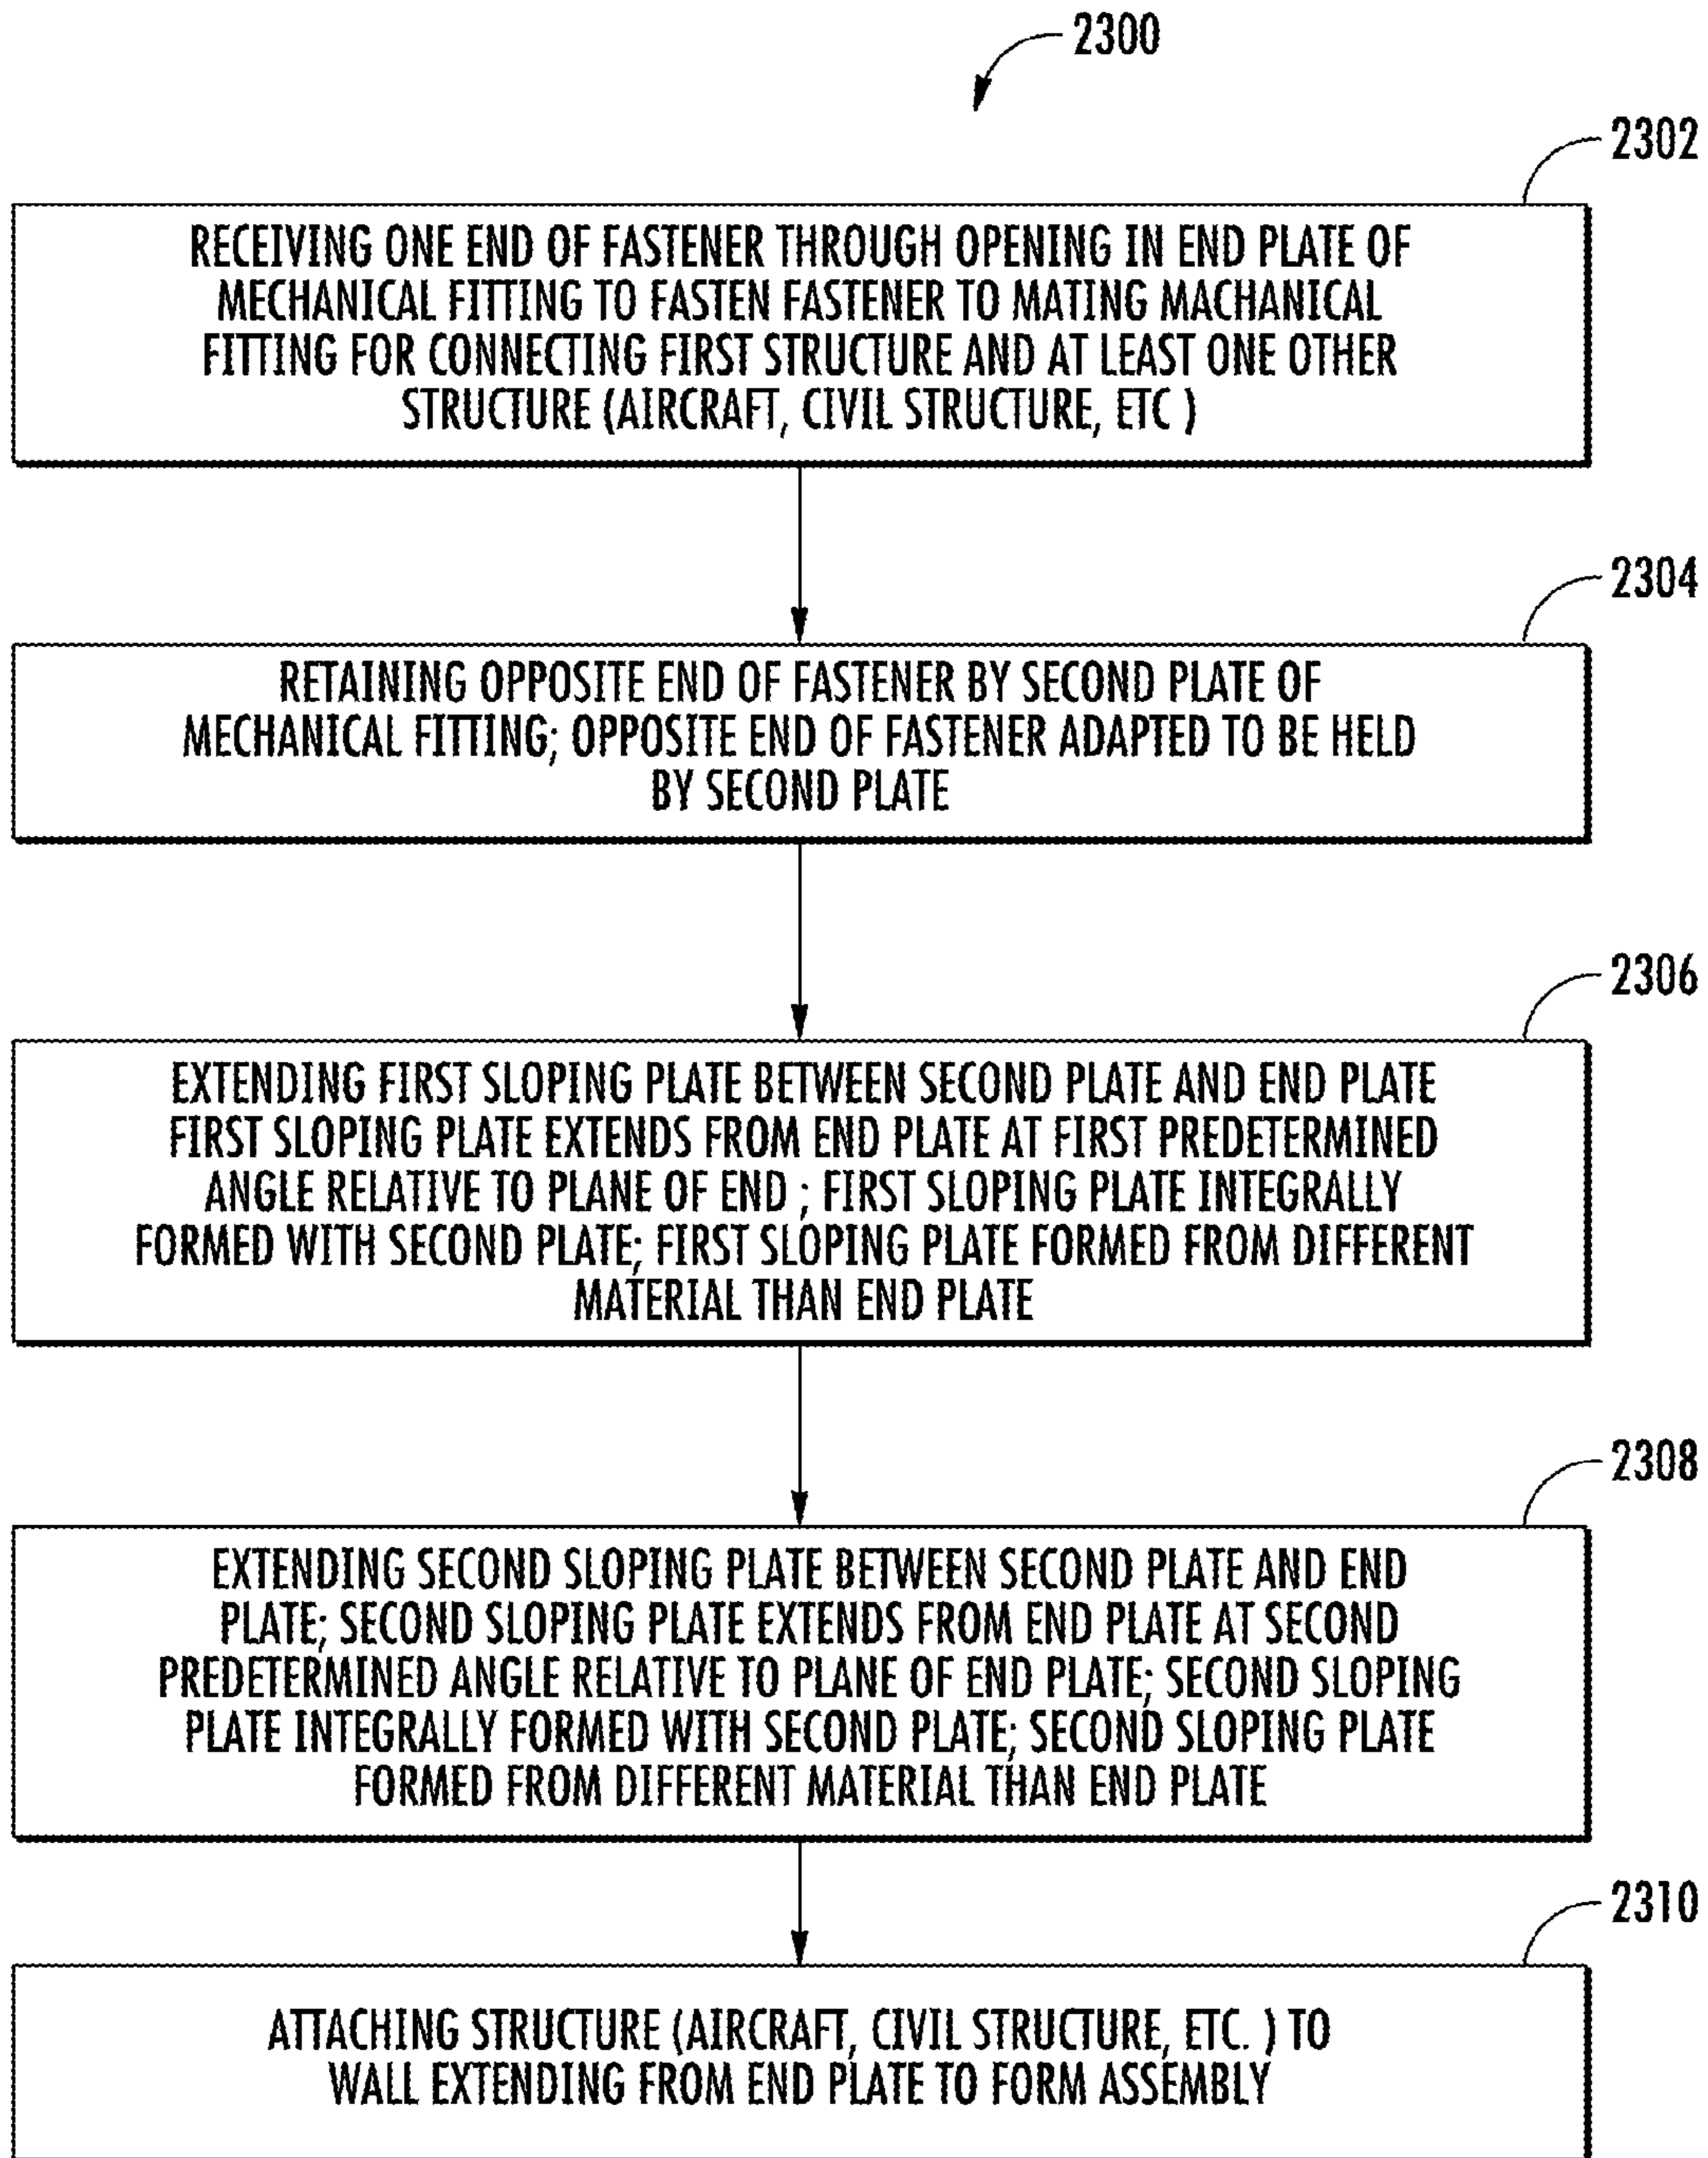 2300
2302
RECEIVING ONE END OF FASTENER THROUGH OPENING IN END PLATE OF
MECHANICAL FITTING TO FASTEN FASTENER TO MATING MACHANICAL
FITTING FOR CONNECTING FIRST STRUCTURE AND AT LEAST ONE OTHER
STRUCTURE (AIRCRAFT, CIVIL STRUCTURE, ETC )
2304
RETAINING OPPOSITE END OF FASTENER BY SECOND PLATE OF
MECHANICAL FITTING; OPPOSITE END OF FASTENER ADAPTED TO BE HELD
BY SECOND PLATE
2306
EXTENDING FIRST SLOPING PLATE BETWEEN SECOND PLATE AND END PLATE
FIRST SLOPING PLATE EXTENDS FROM END PLATE AT FIRST PREDETERMINED
ANGLE RELATIVE TO PLANE OF END ; FIRST SLOPING PLATE INTEGRALLY
FORMED WITH SECOND PLATE; FIRST SLOPING PLATE FORMED FROM DIFFERENT
MATERIAL THAN END PLATE
2308
EXTENDING SECOND SLOPING PLATE BETWEEN SECOND PLATE AND END
PLATE; SECOND SLOPING PLATE EXTENDS FROM END PLATE AT SECOND
PREDETERMINED ANGLE RELATIVE TO PLANE OF END PLATE; SECOND SLOPING
PLATE INTEGRALLY FORMED WITH SECOND PLATE; SECOND SLOPING PLATE
FORMED FROM DIFFERENT MATERIAL THAN END PLATE
2310
ATTACHING STRUCTURE (AIRCRAFT, CIVIL STRUCTURE, ETC. ) TO
WALL EXTENDING FROM END PLATE TO FORM ASSEMBLY